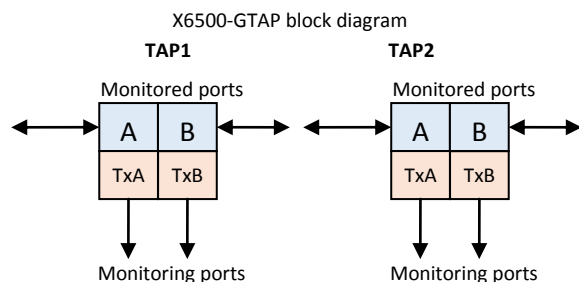 X6500-GTAP block diagram
TAP1 TAP2
Monitored ports Monitored ports
A B A B
TxA TxB TxA TxB
Monitoring ports Monitoring ports